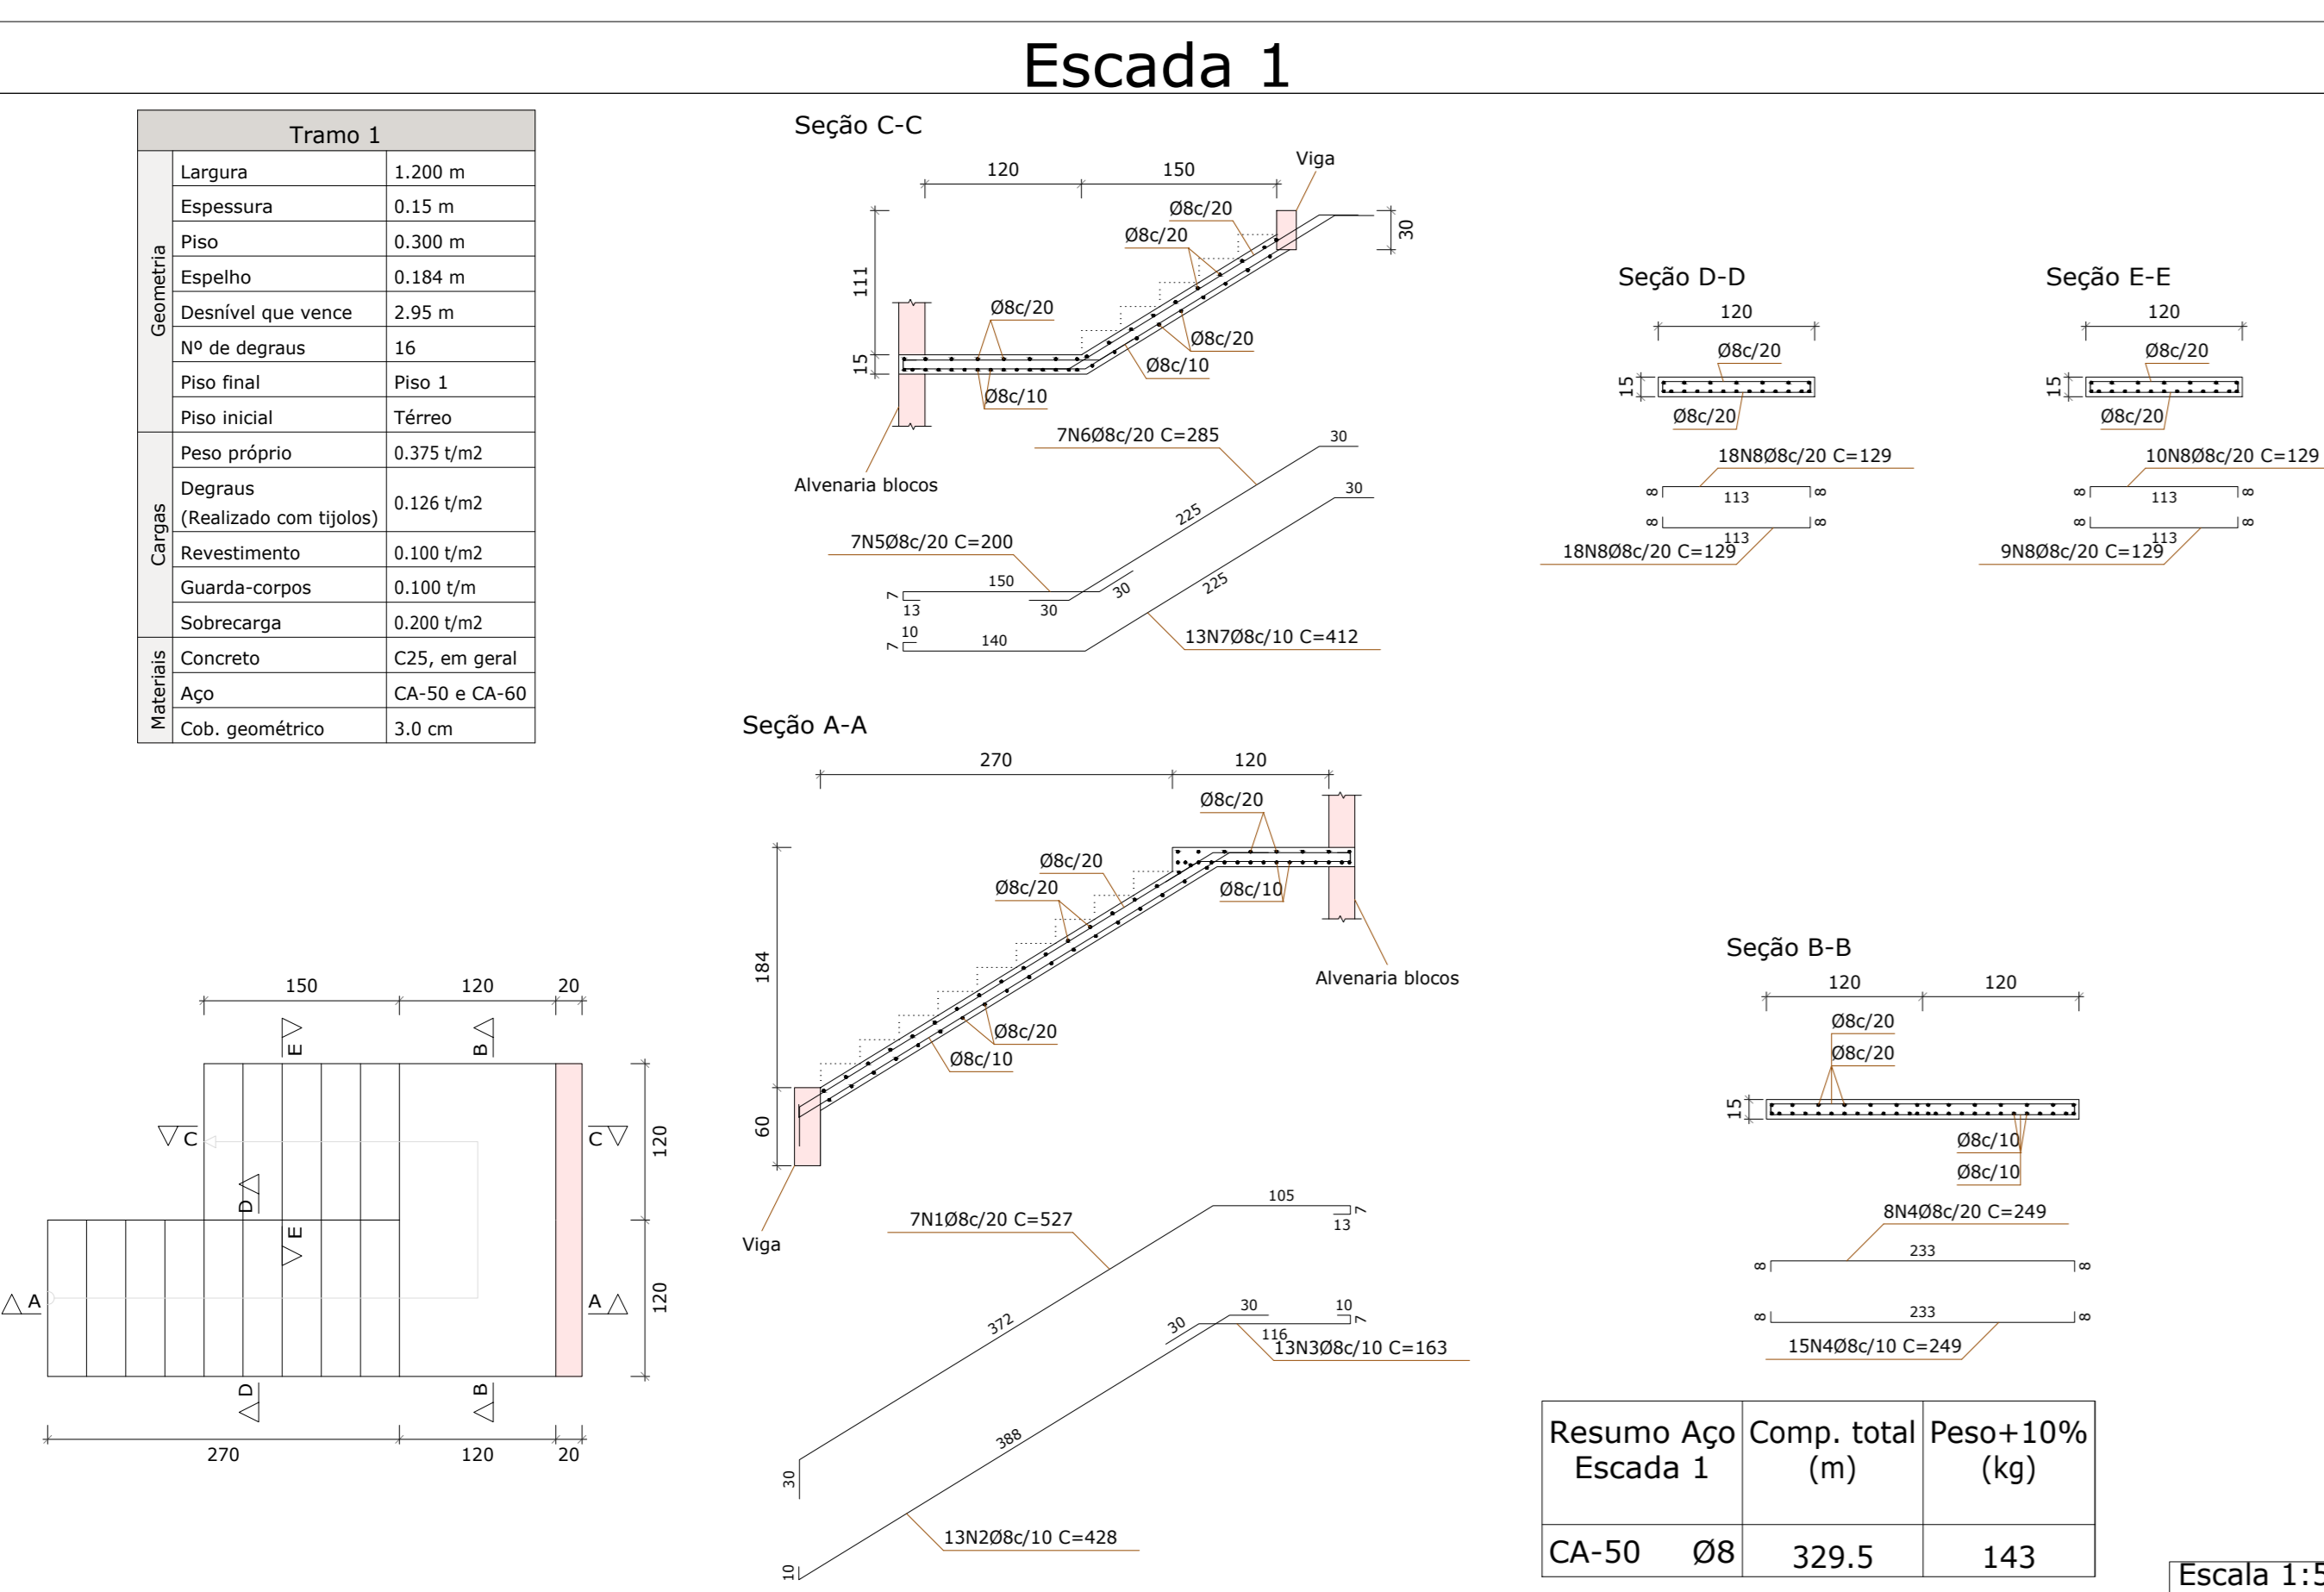 Escada 1
Tramo 1
Geometria
Largura 1.200 m
Espessura 0.15 m
Piso 0.300 m
Espelho 0.184 m
Desnível que vence 2.95 m
Nº de degraus 16
Piso final Piso 1
Piso inicial Térreo
Cargas
Peso próprio 0.375 t/m2
Degraus
(Realizado com tijolos) 0.126 t/m2
Revestimento 0.100 t/m2
Guarda-corpos 0.100 t/m
Sobrecarga 0.200 t/m2
Materiais
Concreto C25, em geral
Aço CA-50 e CA-60
Cob. geométrico 3.0 cm
Seção C-C
120 150
Viga
Ø8c/20
Ø8c/20
30
111
Ø8c/20
Ø8c/20
15
Ø8c/10
Ø8c/10
Alvenaria blocos
7N6Ø8c/20 C=285
30
30
225
7N5Ø8c/20 C=200
150
7
13
30
30
225
10
7
140
13N7Ø8c/10 C=412
Seção D-D
120
Ø8c/20
15
Ø8c/20
18N8Ø8c/20 C=129
8 113 8
8 113 8
18N8Ø8c/20 C=129
Seção E-E
120
Ø8c/20
15
Ø8c/20
10N8Ø8c/20 C=129
8 113 8
8 113 8
9N8Ø8c/20 C=129
Seção A-A
270 120
Ø8c/20
Ø8c/20
Ø8c/20
Ø8c/10
184
Alvenaria blocos
Ø8c/20
Ø8c/10
60
Viga
7N1Ø8c/20 C=527
105
7
13
372
30
30
30
10
7
116
13N3Ø8c/10 C=163
388
13N2Ø8c/10 C=428
10
150 120 20
E B
C C
120
D
E
A A
120
D B
270 120 20
Seção B-B
120 120
Ø8c/20
Ø8c/20
15
Ø8c/10
Ø8c/10
8N4Ø8c/20 C=249
8 233 8
8 233 8
15N4Ø8c/10 C=249
Resumo Aço Comp. total Peso+10%
Escada 1 (m) (kg)
CA-50 Ø8 329.5 143
Escala 1:5